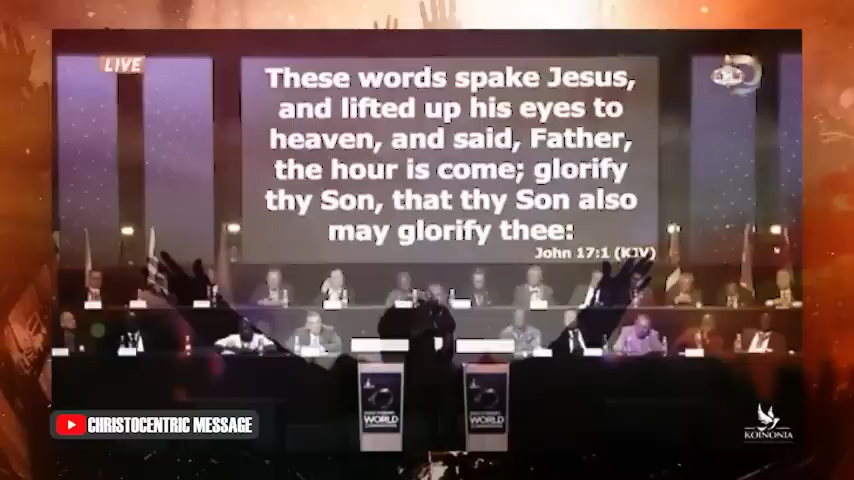 LIVE
These words spake Jesus,
and lifted up his eyes to
heaven, and said, Father,
the hour is come; glorify
thy Son, that thy Son also
may glorify thee:
John 17:1 (KJV)
WORLD
WORLD
CHRISTOCENTRIC MESSAGE
KOINONIA